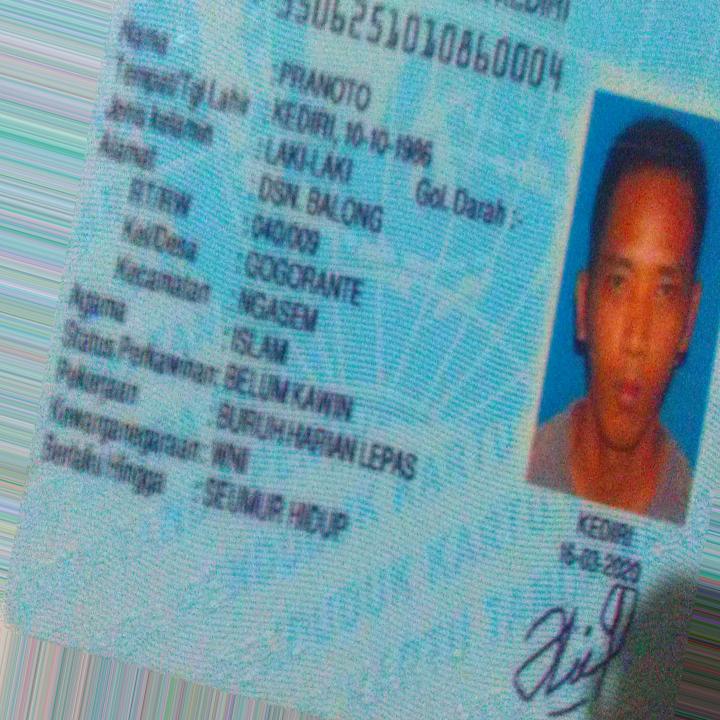 KEDIRI
3506251010860004
Nama : PRANOTO
Tempat/Tgl Lahir : KEDIRI, 10-10-1986
Jenis kelamin : LAKI-LAKI Gol. Darah :-
Alamat : DSN. BALONG
RT/RW : 040/009
Kel/Desa : GOGORANTE
Kecamatan : NGASEM
Agama : ISLAM
Status Perkawinan: BELUM KAWIN
Pekerjaan : BURUH HARIAN LEPAS
Kewarganegaraan: WNI
Berlaku Hingga : SEUMUR HIDUP
KEDIRI
16-03-2020